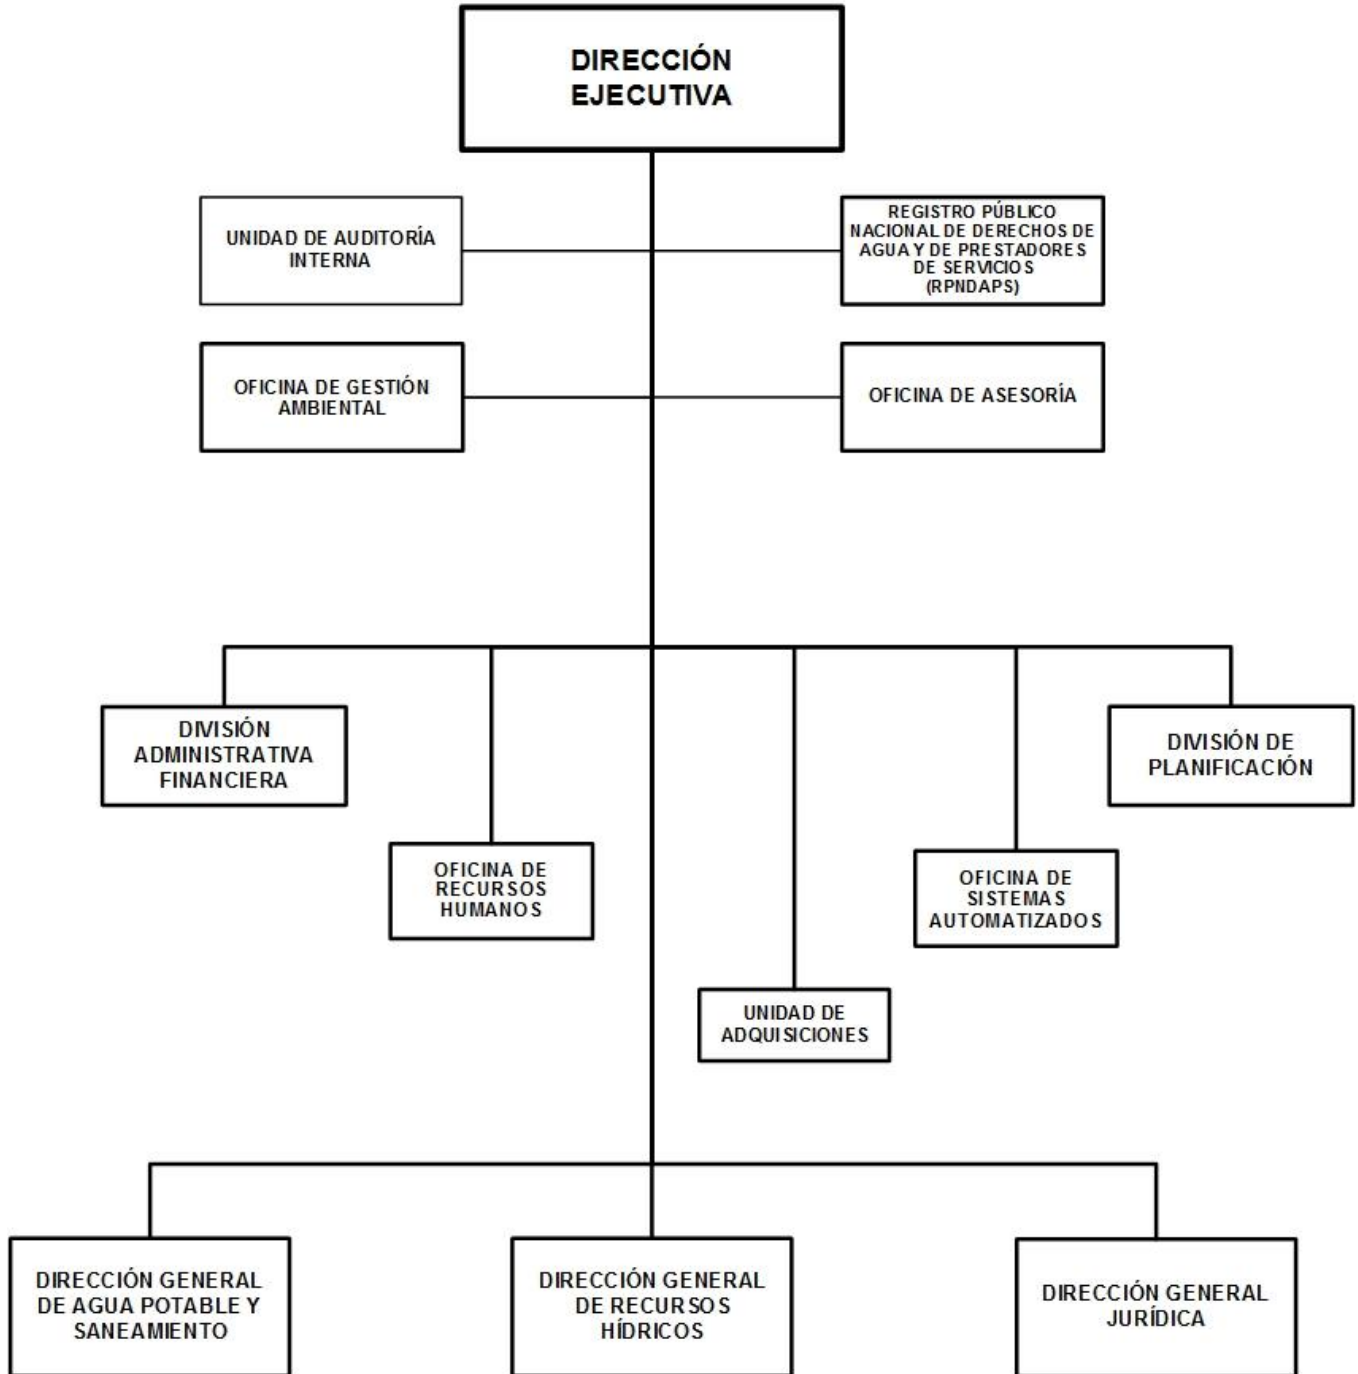 DIRECCIÓN
EJECUTIVA
UNIDAD DE AUDITORÍA
INTERNA
REGISTRO PÚBLICO
NACIONAL DE DERECHOS DE
AGUA Y DE PRESTADORES
DE SERVICIOS
(RPNDAPS)
OFICINA DE GESTIÓN
AMBIENTAL
OFICINA DE ASESORÍA
DIVISIÓN
ADMINISTRATIVA
FINANCIERA
DIVISIÓN DE
PLANIFICACIÓN
OFICINA DE
RECURSOS
HUMANOS
OFICINA DE
SISTEMAS
AUTOMATIZADOS
UNIDAD DE
ADQUISICIONES
DIRECCIÓN GENERAL
DE AGUA POTABLE Y
SANEAMIENTO
DIRECCIÓN GENERAL
DE RECURSOS
HÍDRICOS
DIRECCIÓN GENERAL
JURÍDICA